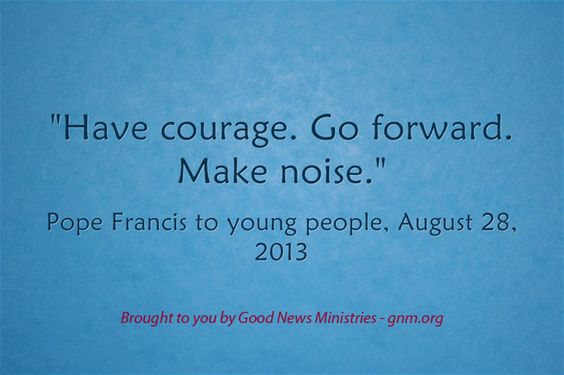 "Have courage. Go forward.
Make noise."
Pope Francis to young people, August 28,
2013
Brought to you by Good News Ministries - gnm.org